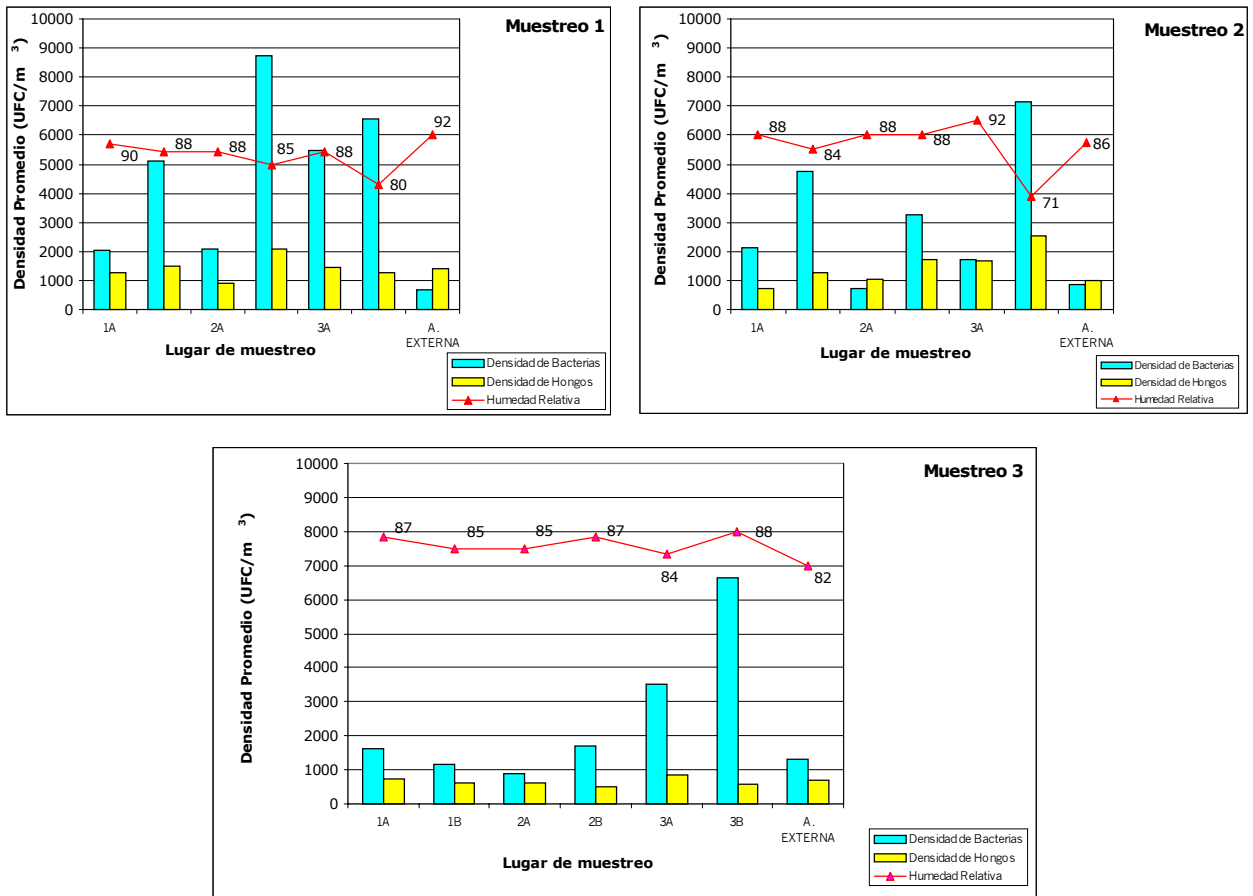 Muestreo 1
Densidad Promedio (UFC/m ³)
10000
9000
8000
7000
6000
5000
4000
3000
2000
1000
0
90
88
88
85
88
80
92
1A
2A
3A
A.
EXTERNA
Lugar de muestreo
Densidad de Bacterias
Densidad de Hongos
Humedad Relativa
Muestreo 2
Densidad Promedio (UFC/m ³)
10000
9000
8000
7000
6000
5000
4000
3000
2000
1000
0
88
84
88
88
92
71
86
1A
2A
3A
A.
EXTERNA
Lugar de muestreo
Densidad de Bacterias
Densidad de Hongos
Humedad Relativa
Muestreo 3
Densidad Promedio (UFC/m ³)
10000
9000
8000
7000
6000
5000
4000
3000
2000
1000
0
87
85
85
87
84
88
82
1A
1B
2A
2B
3A
3B
A.
EXTERNA
Lugar de muestreo
Densidad de Bacterias
Densidad de Hongos
Humedad Relativa